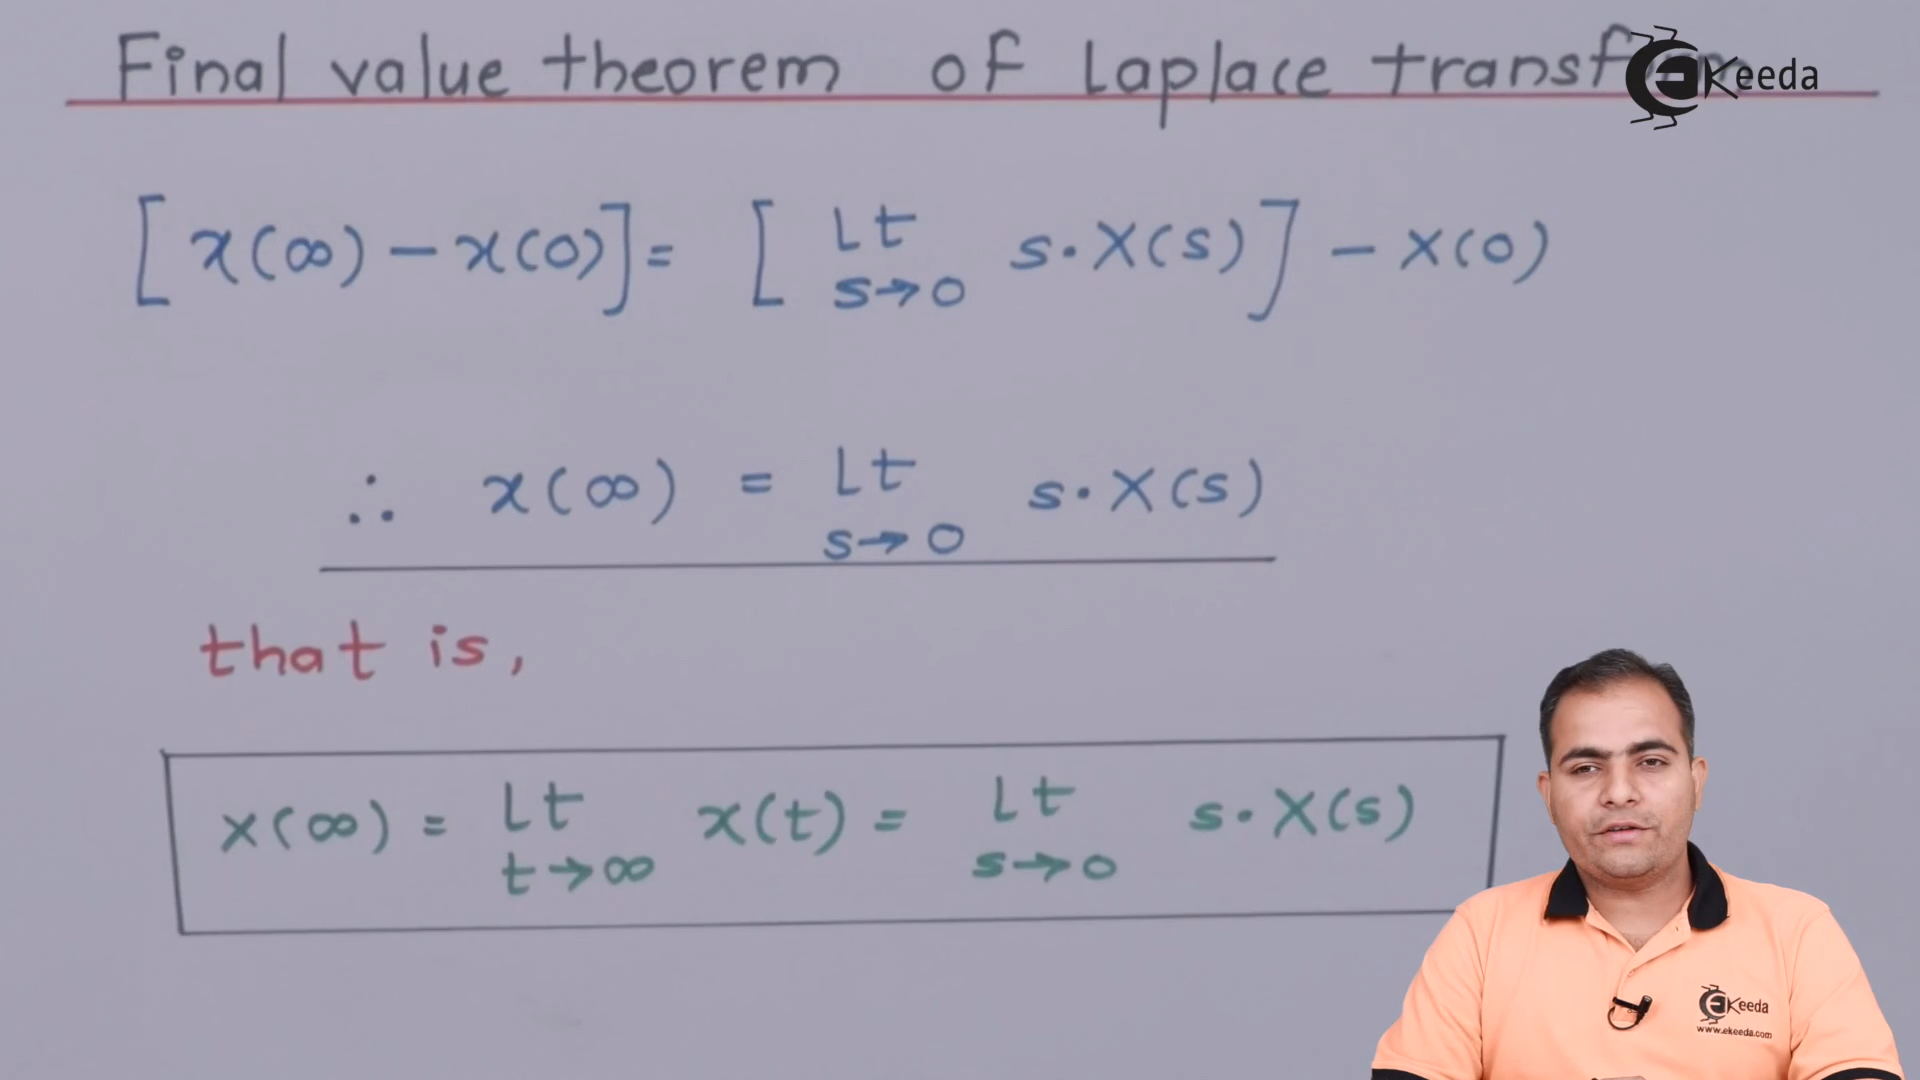 Final value theorem of Laplace transform
EKeeda
[x(∞) – x(0)] = [Lt s·X(s)] – X(0)
s→0
∴ x(∞) = Lt s·X(s)
s→0
that is,
x(∞) = Lt x(t) = Lt s·X(s)
t→∞ s→0
EKeeda
www.ekeeda.com